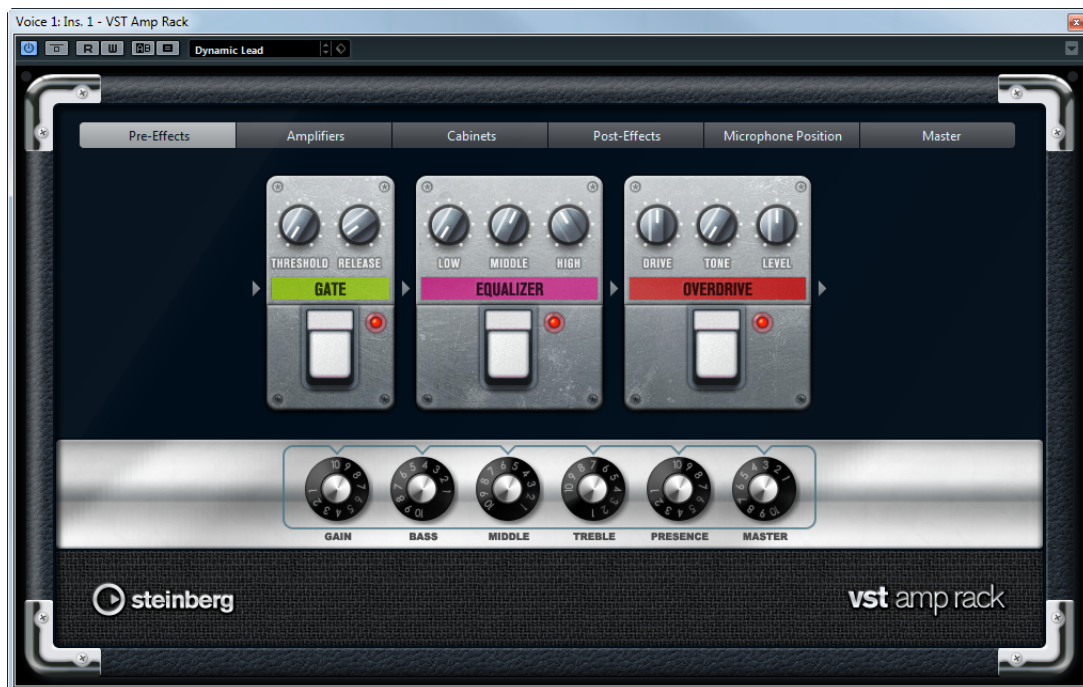 Voice 1: Ins. 1 - VST Amp Rack
R W AB Dynamic Lead
Pre-Effects Amplifiers Cabinets Post-Effects Microphone Position Master
THRESHOLD RELEASE LOW MIDDLE HIGH DRIVE TONE LEVEL
GATE EQUALIZER OVERDRIVE
GAIN BASS MIDDLE TREBLE PRESENCE MASTER
steinberg vst amp rack